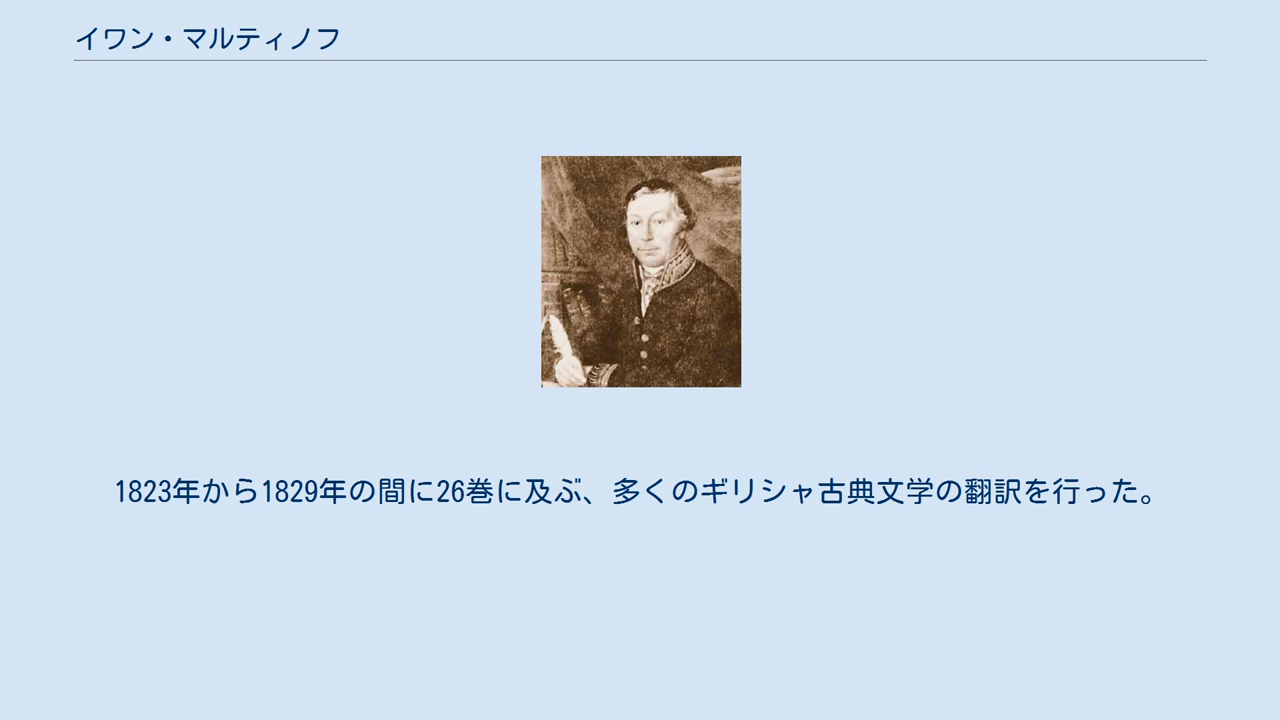 イワン・マルティノフ
1823年から1829年の間に26巻に及ぶ、多くのギリシャ古典文学の翻訳を行った。